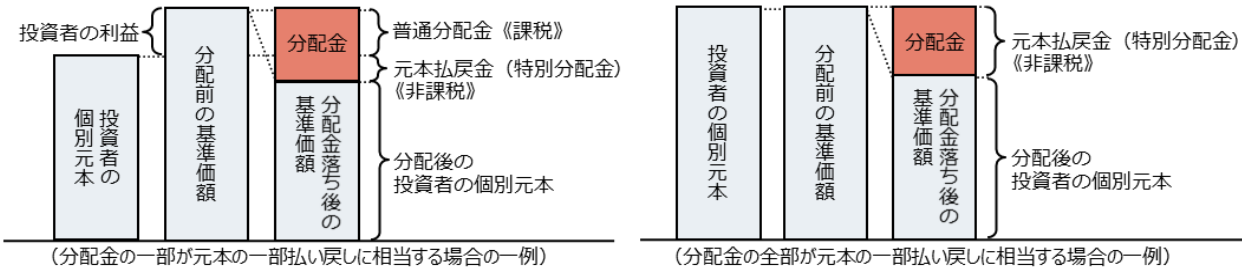 投資者の利益
投資者の
個別元本
分配前の基準価額
分配金
分配金落ち後の
基準価額
普通分配金《課税》
元本払戻金（特別分配金）
《非課税》
分配後の
投資者の個別元本
（分配金の一部が元本の一部払い戻しに相当する場合の一例）
投資者の個別元本
分配前の基準価額
分配金
分配金落ち後の
基準価額
元本払戻金（特別分配金）
《非課税》
分配後の
投資者の個別元本
（分配金の全部が元本の一部払い戻しに相当する場合の一例）